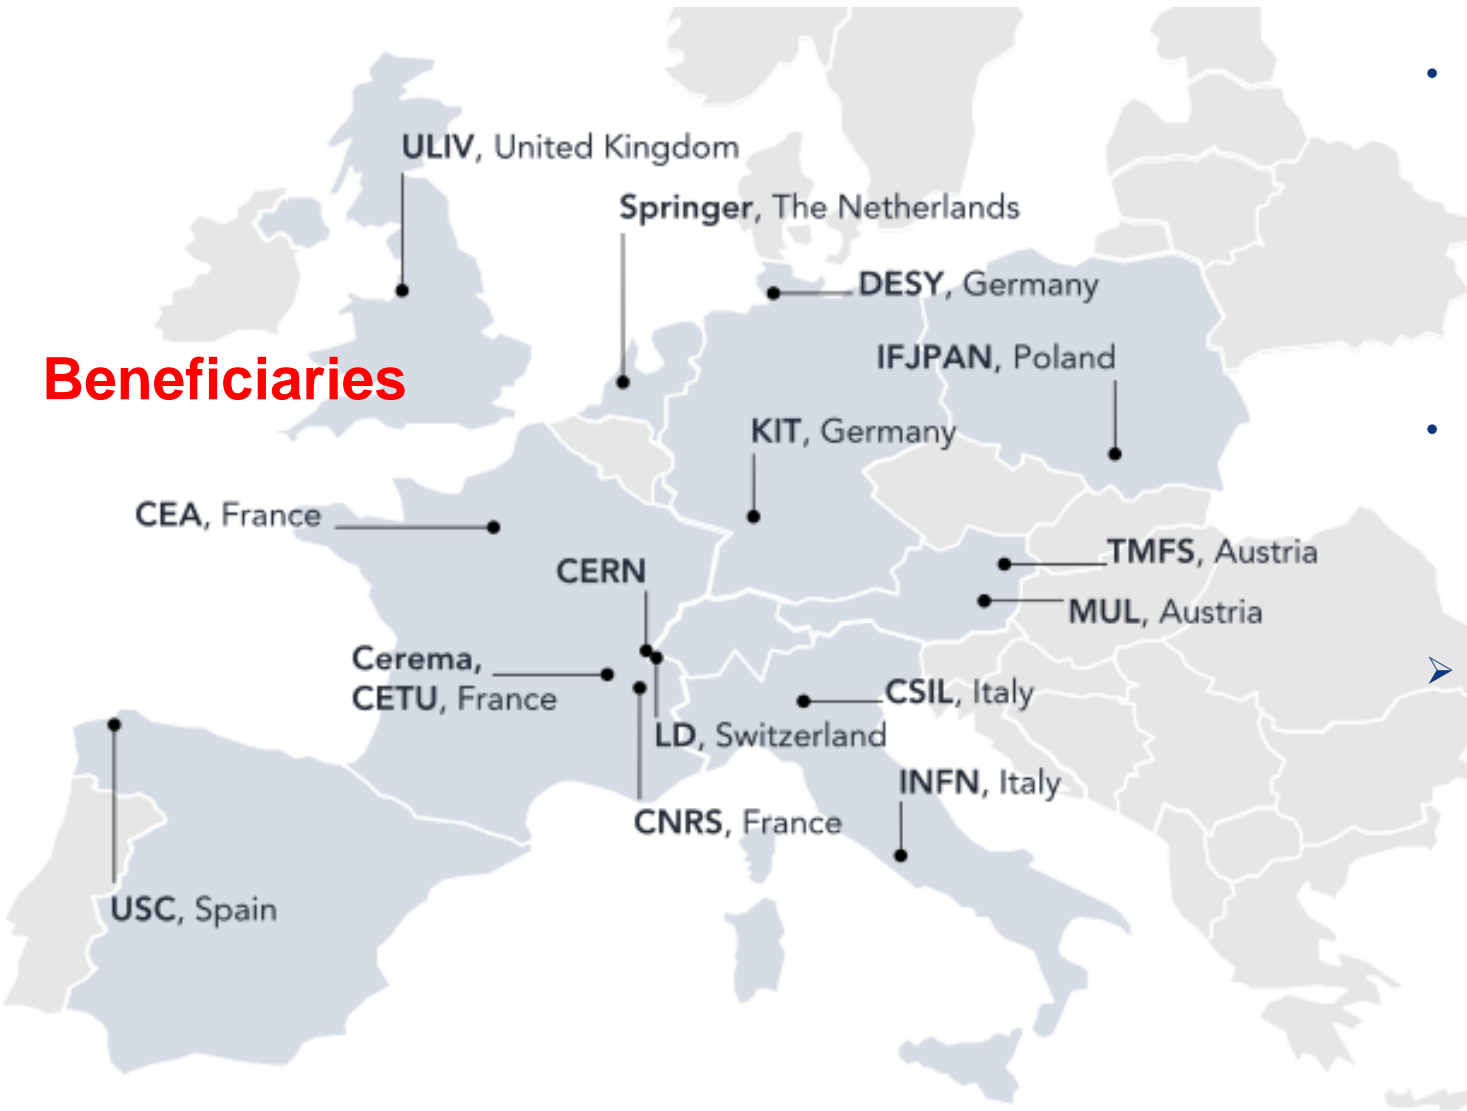 ULIV, United Kingdom
Springer, The Netherlands
DESY, Germany
IFJPAN, Poland
Beneficiaries
KIT, Germany
CEA, France
TMFS, Austria
CERN
MUL, Austria
Cerema,
CETU, France
CSIL, Italy
LD, Switzerland
INFN, Italy
CNRS, France
USC, Spain